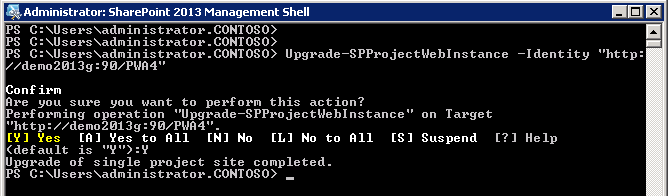 Administrator: SharePoint 2013 Management Shell
PS C:\Users\administrator.CONTOSO>
PS C:\Users\administrator.CONTOSO>
PS C:\Users\administrator.CONTOSO> Upgrade-SPProjectWebInstance -Identity "http:
//demo2013g:90/PWA4"
Confirm
Are you sure you want to perform this action?
Performing operation "Upgrade-SPProjectWebInstance" on Target
"http://demo2013g:90/PWA4".
[Y] Yes  [A] Yes to All  [N] No  [L] No to All  [S] Suspend  [?] Help
(default is "Y"):Y
Upgrade of single project site completed.
PS C:\Users\administrator.CONTOSO> _